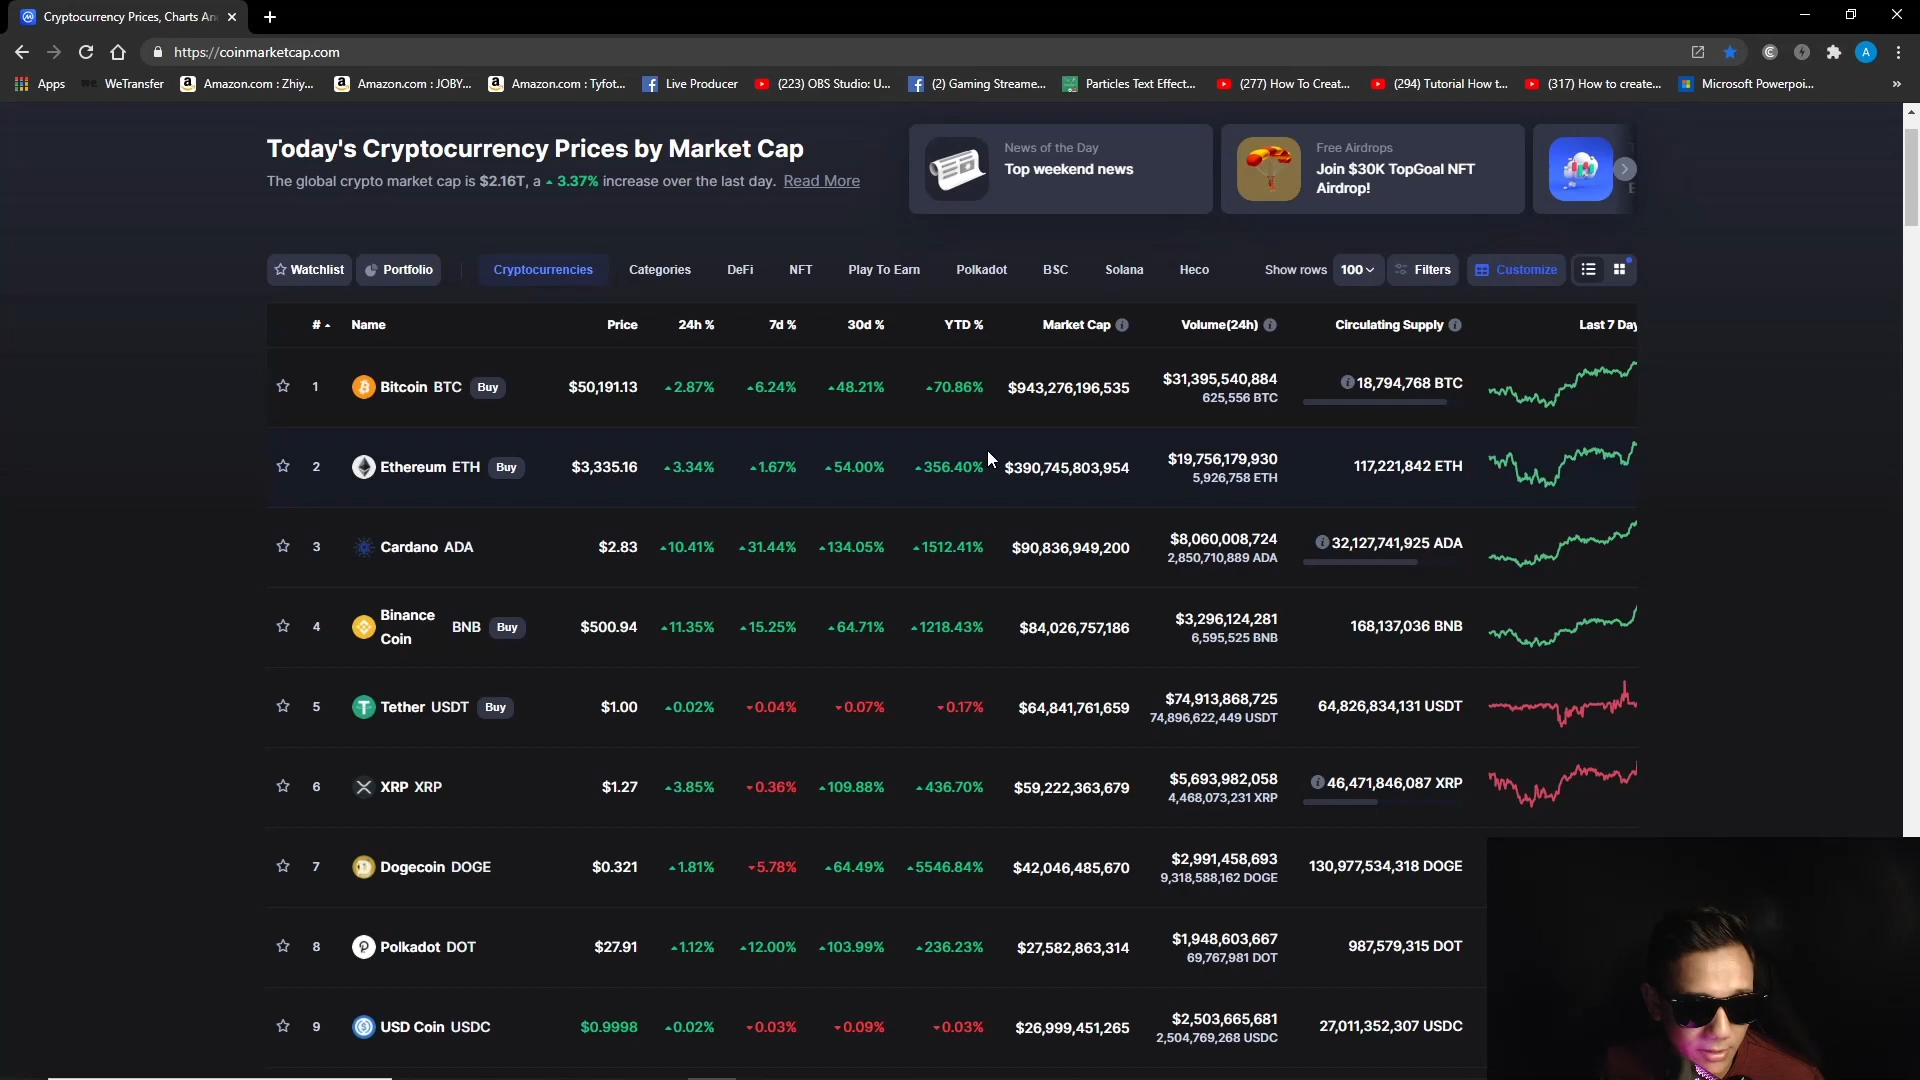 Cryptocurrency Prices, Charts An
https://coinmarketcap.com
Apps WeTransfer Amazon.com : Zhiy... Amazon.com : JOBY... Amazon.com : Tyfot... Live Producer (223) OBS Studio: U... (2) Gaming Streame... Particles Text Effect... (277) How To Creat... (294) Tutorial How t... (317) How to create... Microsoft Powerpoi... »
Today's Cryptocurrency Prices by Market Cap
The global crypto market cap is $2.16T, a 3.37% increase over the last day. Read More
News of the Day
Top weekend news
Free Airdrops
Join $30K TopGoal NFT
Airdrop!
Watchlist Portfolio Cryptocurrencies Categories DeFi NFT Play To Earn Polkadot BSC Solana Heco Show rows 100 Filters Customize
# Name Price 24h % 7d % 30d % YTD % Market Cap Volume(24h) Circulating Supply Last 7 Day
1 Bitcoin BTC Buy $50,191.13 2.87% 6.24% 48.21% 70.86% $943,276,196,535 $31,395,540,884 18,794,768 BTC
625,556 BTC
2 Ethereum ETH Buy $3,335.16 3.34% 1.67% 54.00% 356.40% $390,745,803,954 $19,756,179,930 117,221,842 ETH
5,926,758 ETH
3 Cardano ADA $2.83 10.41% 31.44% 134.05% 1512.41% $90,836,949,200 $8,060,008,724 32,127,741,925 ADA
2,850,710,889 ADA
4 Binance Coin BNB Buy $500.94 11.35% 15.25% 64.71% 1218.43% $84,026,757,186 $3,296,124,281 168,137,036 BNB
6,595,525 BNB
5 Tether USDT Buy $1.00 0.02% 0.04% 0.07% 0.17% $64,841,761,659 $74,913,868,725 64,826,834,131 USDT
74,896,622,449 USDT
6 XRP XRP $1.27 3.85% 0.36% 109.88% 436.70% $59,222,363,679 $5,693,982,058 46,471,846,087 XRP
4,468,073,231 XRP
7 Dogecoin DOGE $0.321 1.81% 5.78% 64.49% 5546.84% $42,046,485,670 $2,991,458,693 130,977,534,318 DOGE
9,318,588,162 DOGE
8 Polkadot DOT $27.91 1.12% 12.00% 103.99% 236.23% $27,582,863,314 $1,948,603,667 987,579,315 DOT
69,767,981 DOT
9 USD Coin USDC $0.9998 0.02% 0.03% 0.09% 0.03% $26,999,451,265 $2,503,665,681 27,011,352,307 USDC
2,504,769,268 USDC